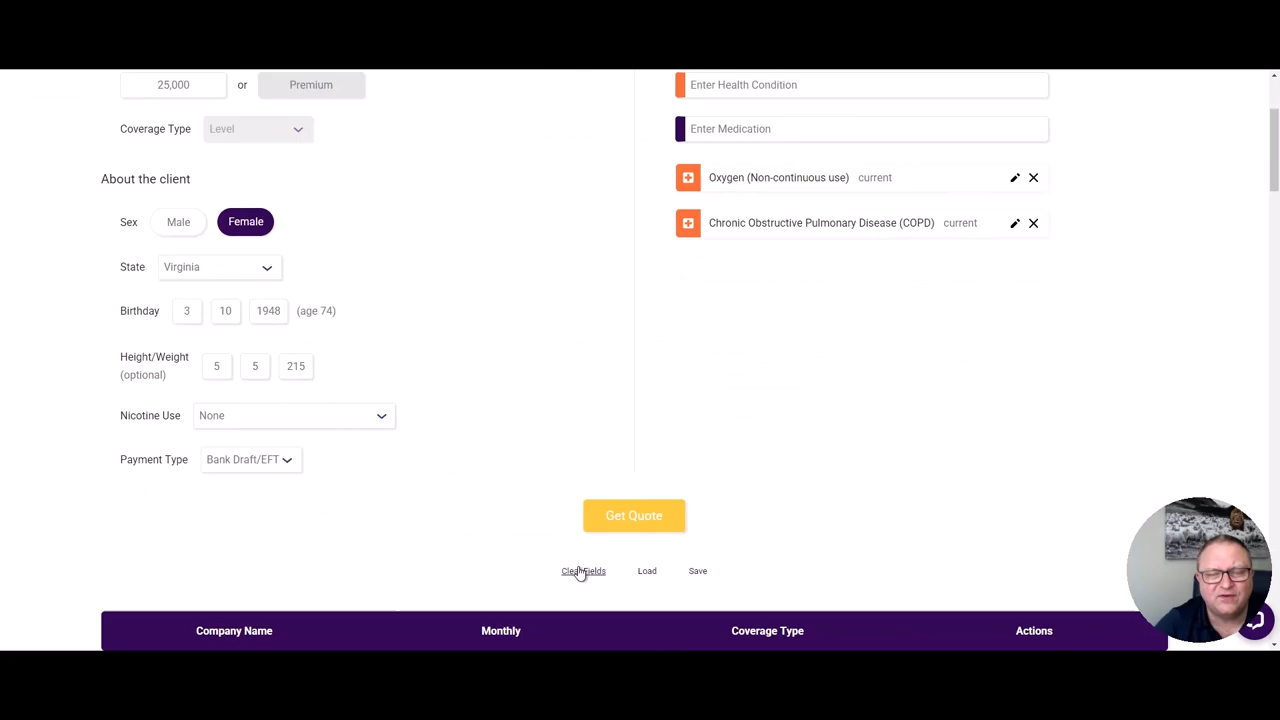 25,000 or Premium
Coverage Type Level
About the client
Sex Male Female
State Virginia
Birthday 3 10 1948 (age 74)
Height/Weight
(optional) 5 5 215
Nicotine Use None
Payment Type Bank Draft/EFT
Enter Health Condition
Enter Medication
Oxygen (Non-continuous use) current
Chronic Obstructive Pulmonary Disease (COPD) current
Get Quote
Clear Fields Load Save
Company Name Monthly Coverage Type Actions